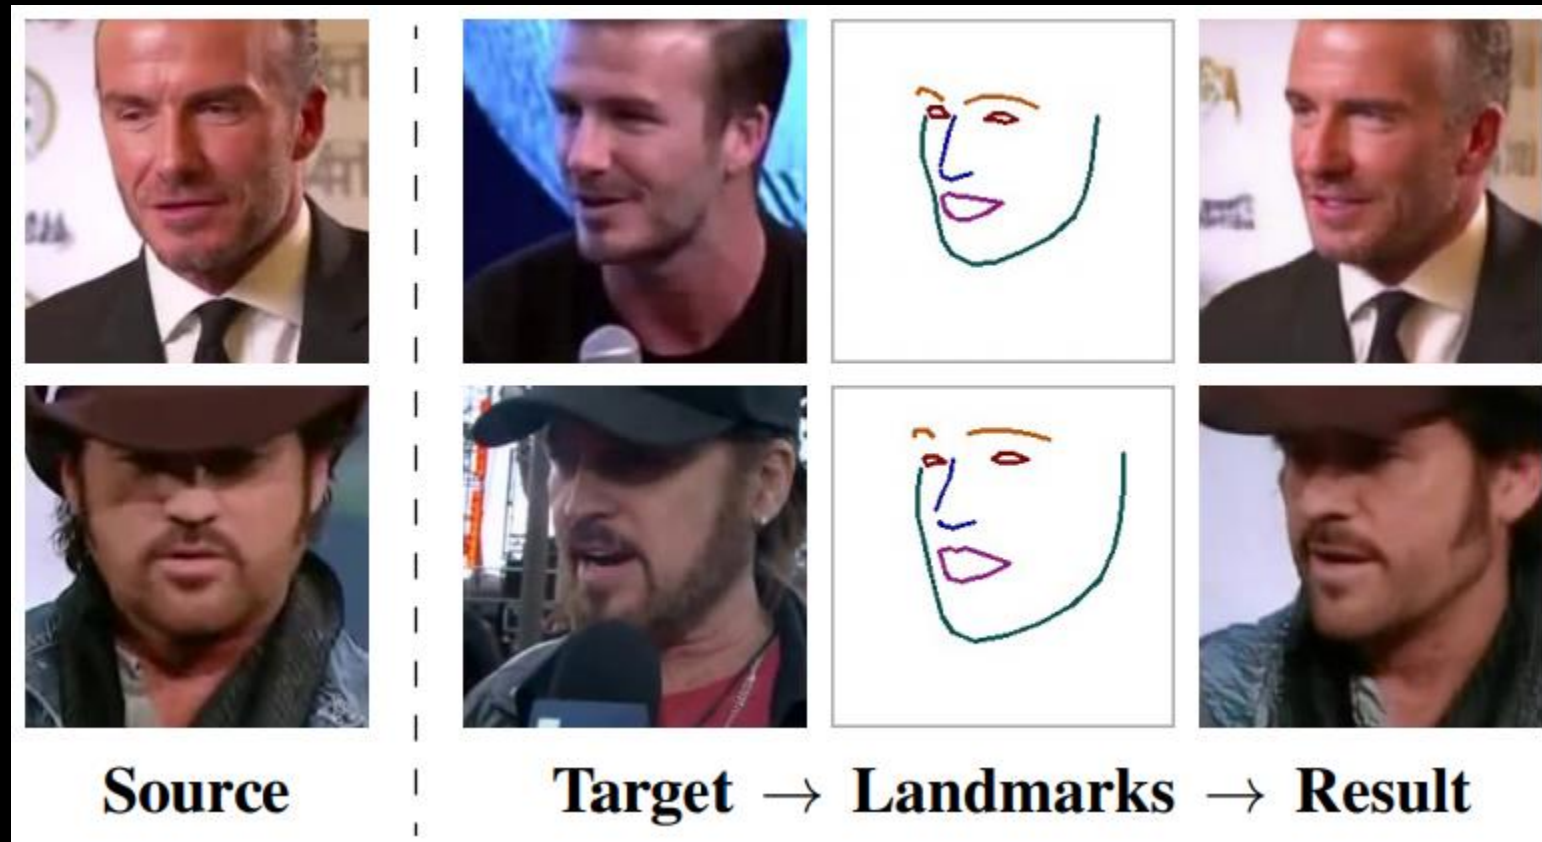 Source Target → Landmarks → Result